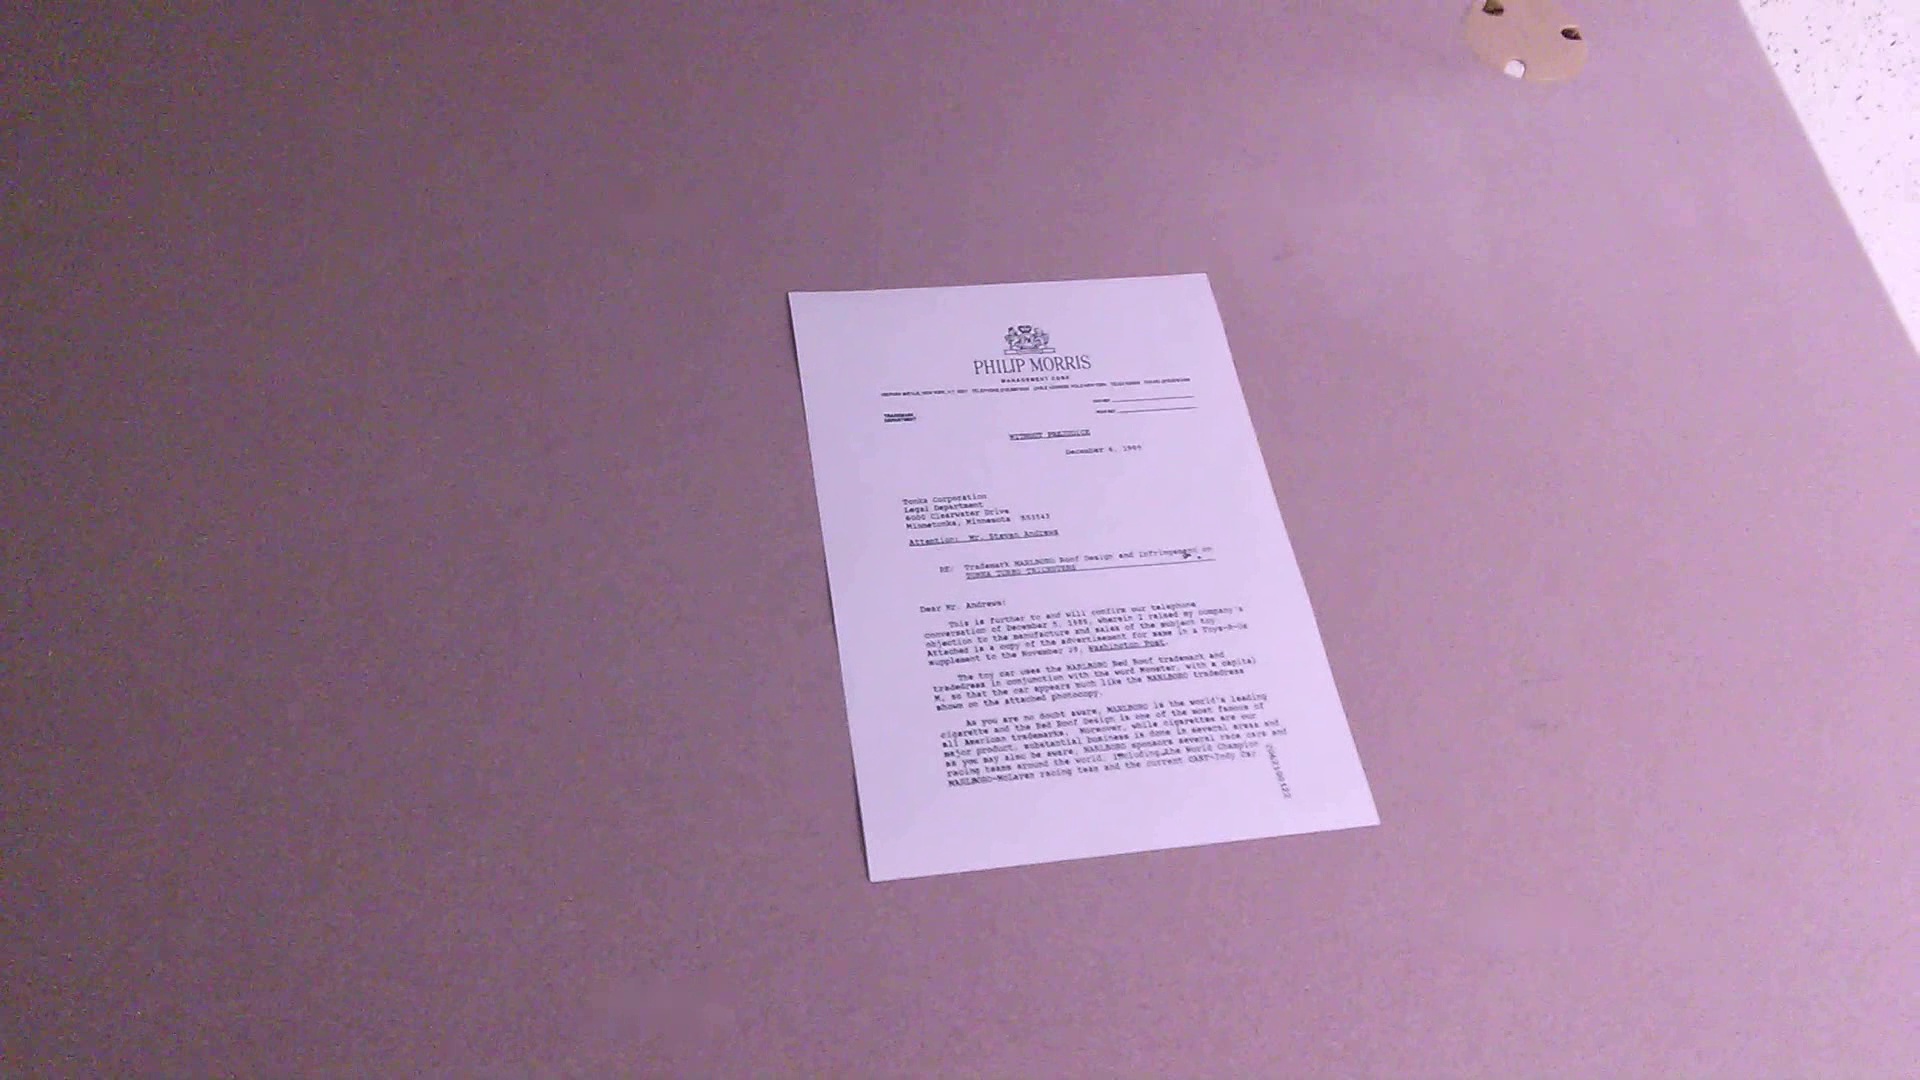 PHILIP MORRIS
MANAGEMENT CORP.
TRADEMARK
DEPARTMENT
WITHOUT PREJUDICE
December 6, 1989
Tonka Corporation
Legal Department
6000 Clearwater Drive
Minnetonka, Minnesota
Attention: Mr. Stevan Andrews
RE: Trademark MARLBORO Roof Design and infringement on
TONKA TURBO TRICKSTERS
Dear Mr. Andrews:
This is further to and will confirm our telephone
conversation of December 5, 1989, wherein I raised my company's
objection to the manufacture and sales of the subject toy.
Attached is a copy of the advertisement for same in a Toys-R-Us
supplement to the November 29, Washington Post.
The toy car uses the MARLBORO Red Roof trademark and
tradedress in conjunction with the word Monster, with a capital
M, so that the car appears much like the MARLBORO tradedress
shown on the attached photocopy.
As you are no doubt aware, MARLBORO is the world's leading
cigarette and the Red Roof Design is one of the most famous of
all American trademarks. Moreover, while cigarettes are our
major product, substantial business is done in several areas and
as you may also be aware, MARLBORO sponsors several race cars and
racing teams around the world, including the World Champion
MARLBORO-McLaren racing team and the current CART-Indy Car